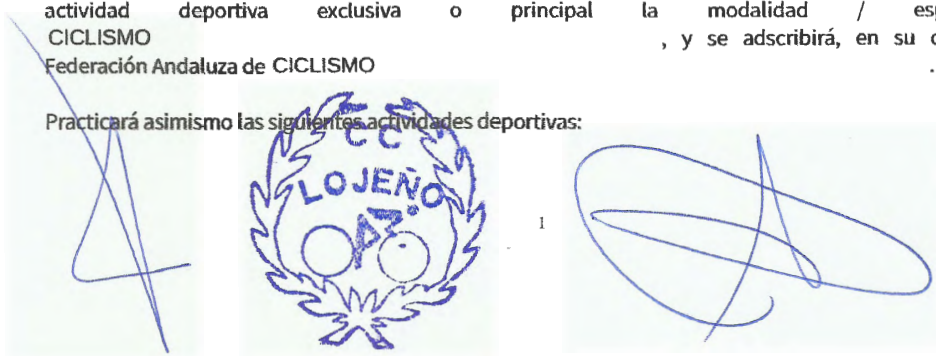 actividad deportiva exclusiva o principal la modalidad / esp
CICLISMO
, y se adscribirá, en su c
Federación Andaluza de CICLISMO
.
Practicará asimismo las siguientes actividades deportivas:
C C
LOJEÑO
1